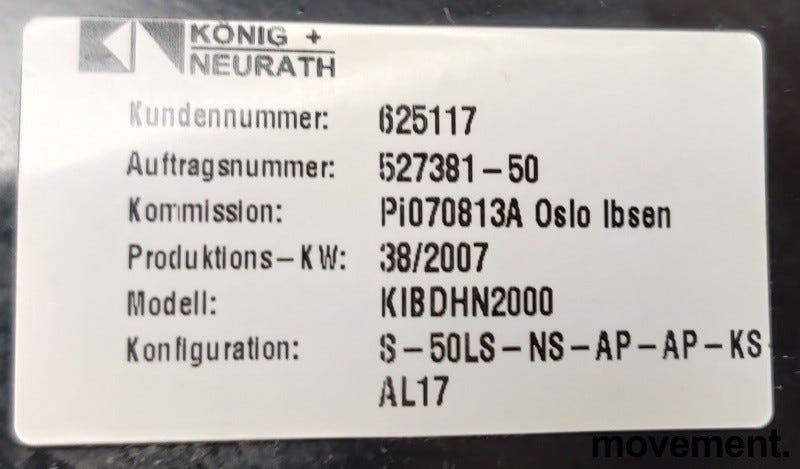 KÖNIG +
NEURATH
Kundennummer: 625117
Auftragsnummer: 527381-50
Kommission: Pi070813A Oslo Ibsen
Produktions-KW: 38/2007
Modell: KIBDHN2000
Konfiguration: S-50LS-NS-AP-AP-KS
AL17
movement.